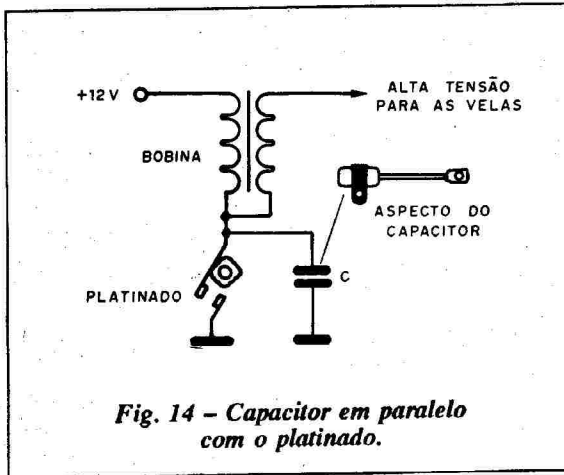 +12V
ALTA TENSÃO
PARA AS VELAS
BOBINA
ASPECTO DO
CAPACITOR
C
PLATINADO
Fig. 14 – Capacitor em paralelo
com o platinado.